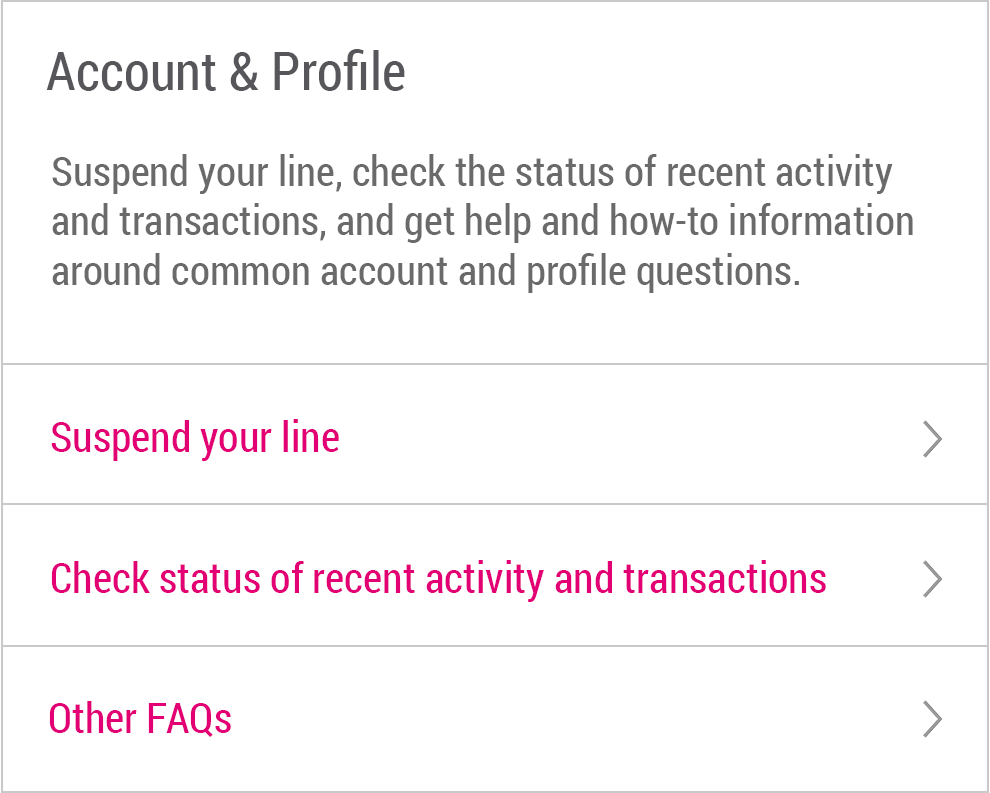 Account & Profile
Suspend your line, check the status of recent activity
and transactions, and get help and how-to information
around common account and profile questions.
Suspend your line
Check status of recent activity and transactions
Other FAQs